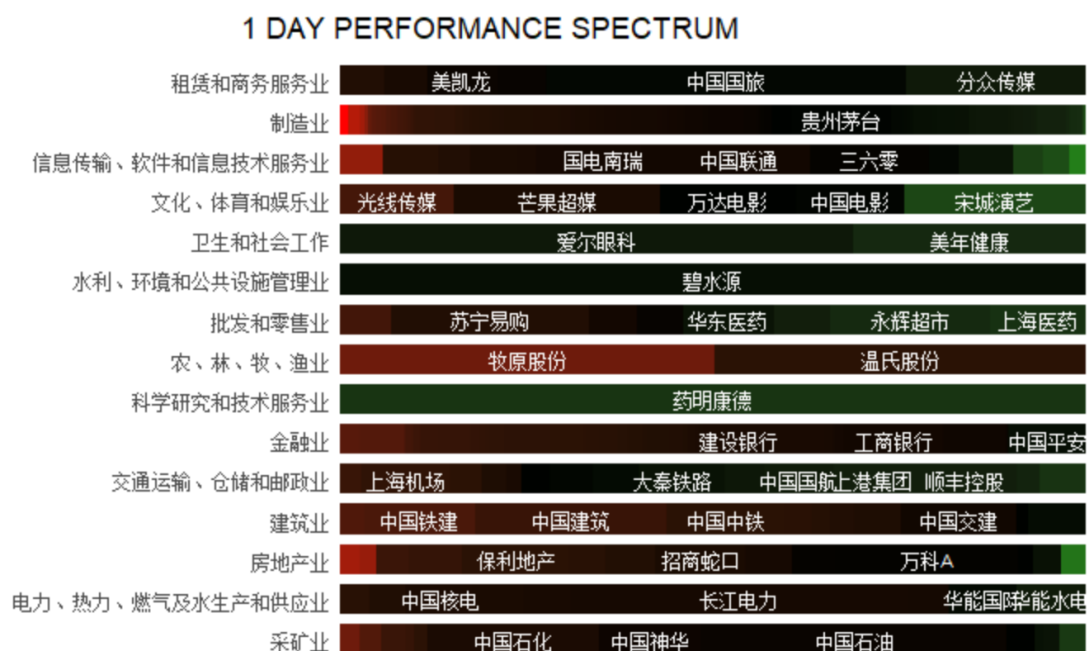 1 DAY PERFORMANCE SPECTRUM
租赁和商务服务业 美凯龙 中国国旅 分众传媒
制造业 贵州茅台
信息传输、软件和信息技术服务业 国电南瑞 中国联通 三六零
文化、体育和娱乐业 光线传媒 芒果超媒 万达电影 中国电影 宋城演艺
卫生和社会工作 爱尔眼科 美年健康
水利、环境和公共设施管理业 碧水源
批发和零售业 苏宁易购 华东医药 永辉超市 上海医药
农、林、牧、渔业 牧原股份 温氏股份
科学研究和技术服务业 药明康德
金融业 建设银行 工商银行 中国平安
交通运输、仓储和邮政业 上海机场 大秦铁路 中国国航 上港集团 顺丰控股
建筑业 中国铁建 中国建筑 中国中铁 中国交建
房地产业 保利地产 招商蛇口 万科A
电力、热力、燃气及水生产和供应业 中国核电 长江电力 华能国际 华能水电
采矿业 中国石化 中国神华 中国石油